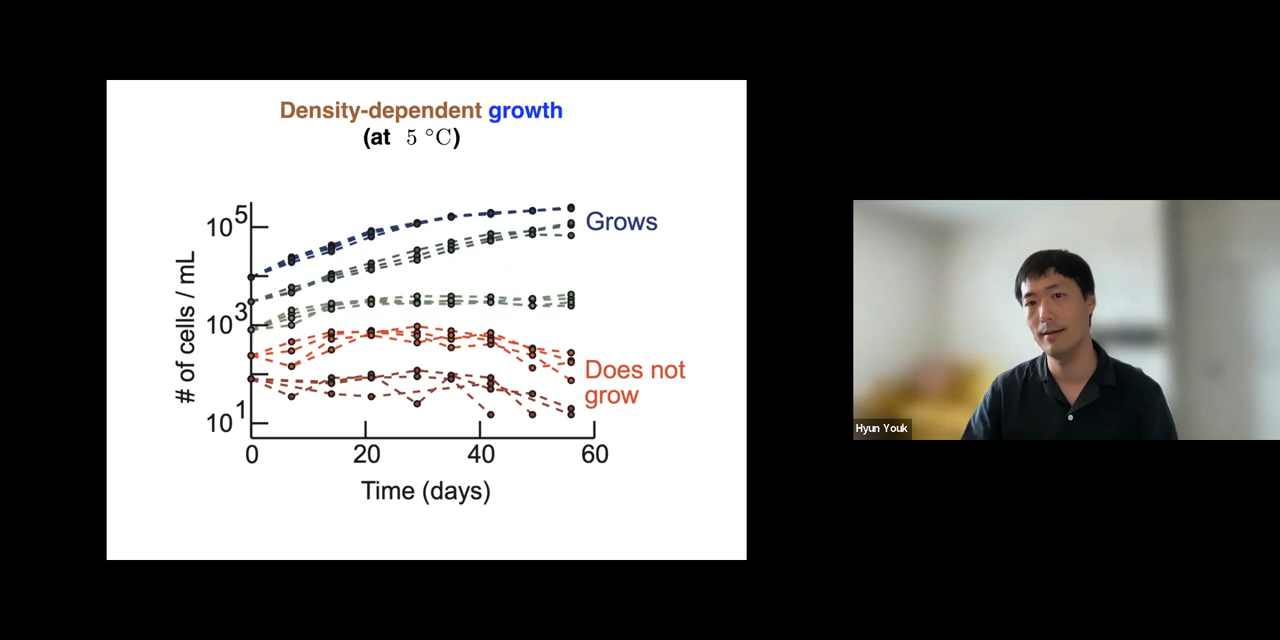 Density-dependent growth
(at 5 °C)
# of cells / mL
10^5
10^3
10^1
0 20 40 60
Time (days)
Grows
Does not
grow
Hyun Youk